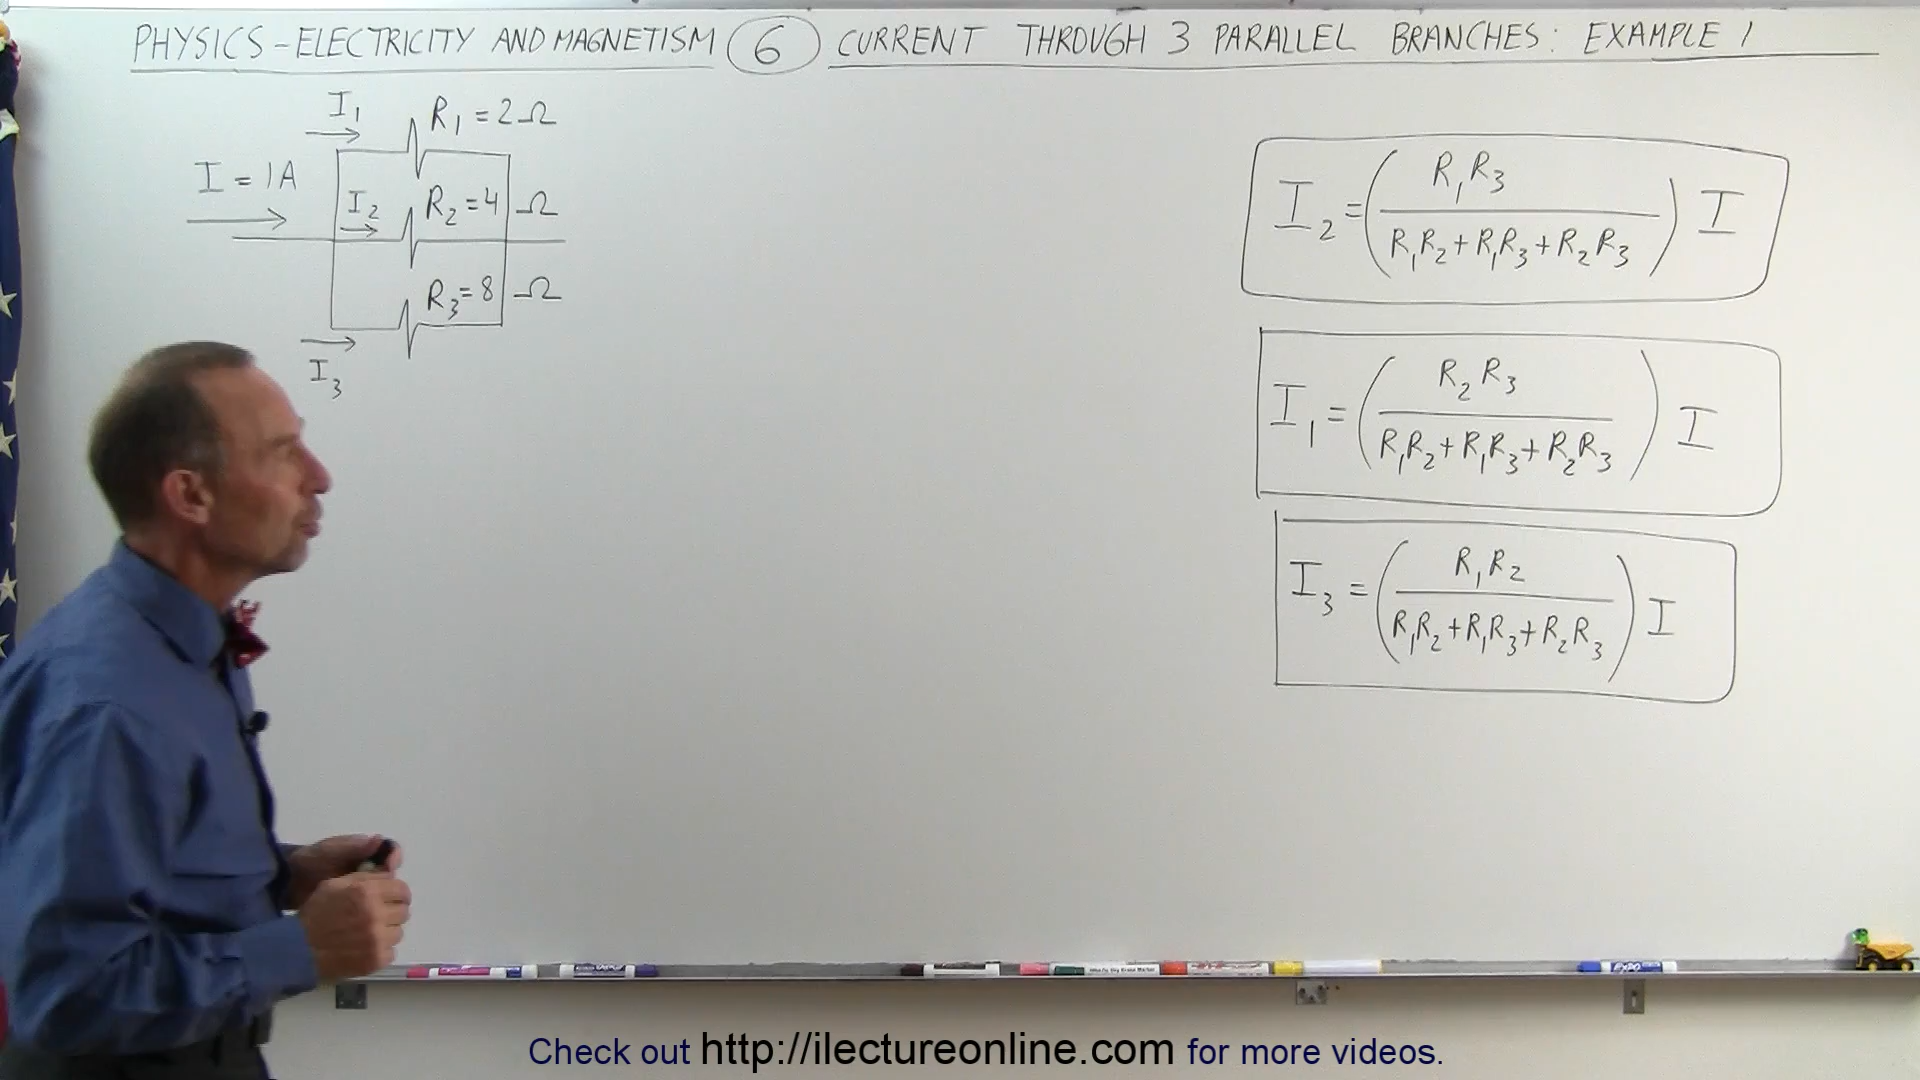 PHYSICS - ELECTRICITY AND MAGNETISM 6 CURRENT THROUGH 3 PARALLEL BRANCHES: EXAMPLE 1
I₁
R₁ = 2 Ω
I = 1A
I₂
R₂ = 4 Ω
R₃ = 8 Ω
I₃
I₂ = (R₁R₃ / R₁R₂ + R₁R₃ + R₂R₃) I
I₁ = (R₂R₃ / R₁R₂ + R₁R₃ + R₂R₃) I
I₃ = (R₁R₂ / R₁R₂ + R₁R₃ + R₂R₃) I
EXPO
Check out http://ilectureonline.com for more videos.